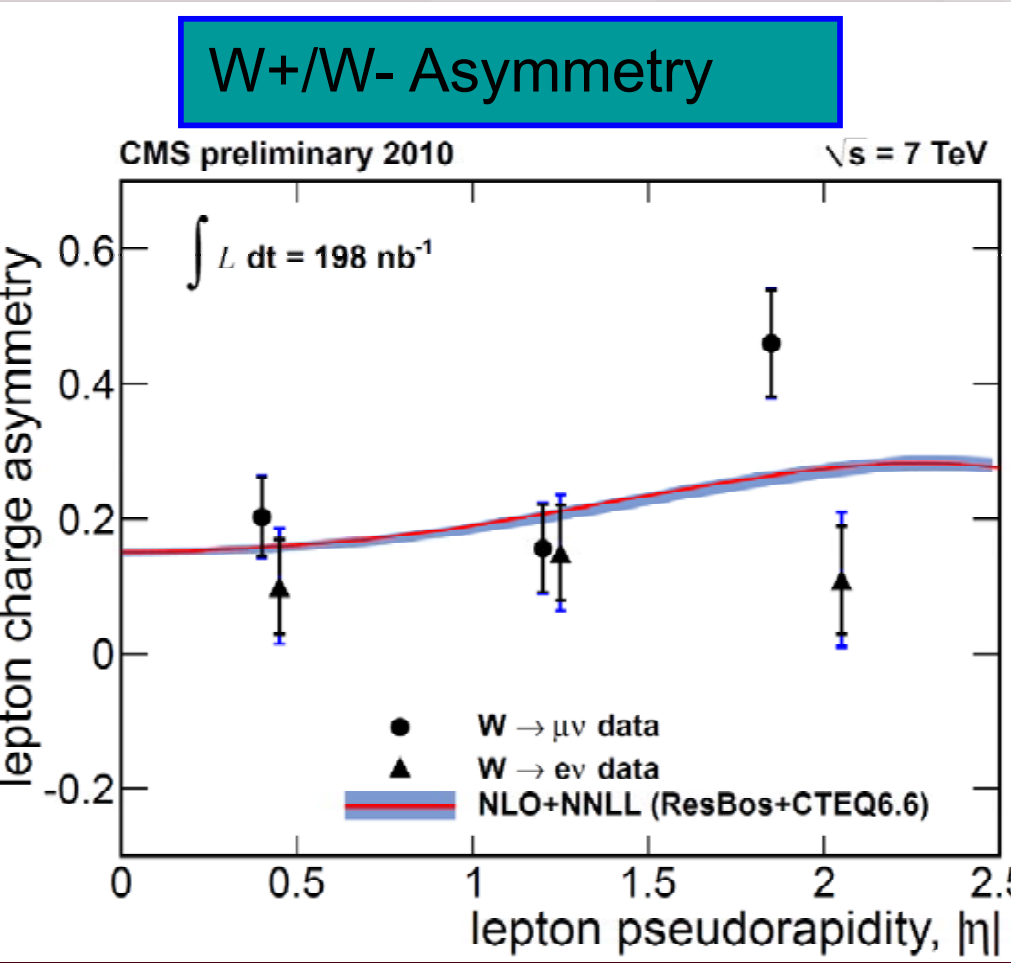 W+/W- Asymmetry
CMS preliminary 2010
√s = 7 TeV
∫ L dt = 198 nb⁻¹
lepton charge asymmetry
0.6
0.4
0.2
0
-0.2
W → μν data
W → eν data
NLO+NNLL (ResBos+CTEQ6.6)
0 0.5 1 1.5 2 2.5
lepton pseudorapidity, |η|